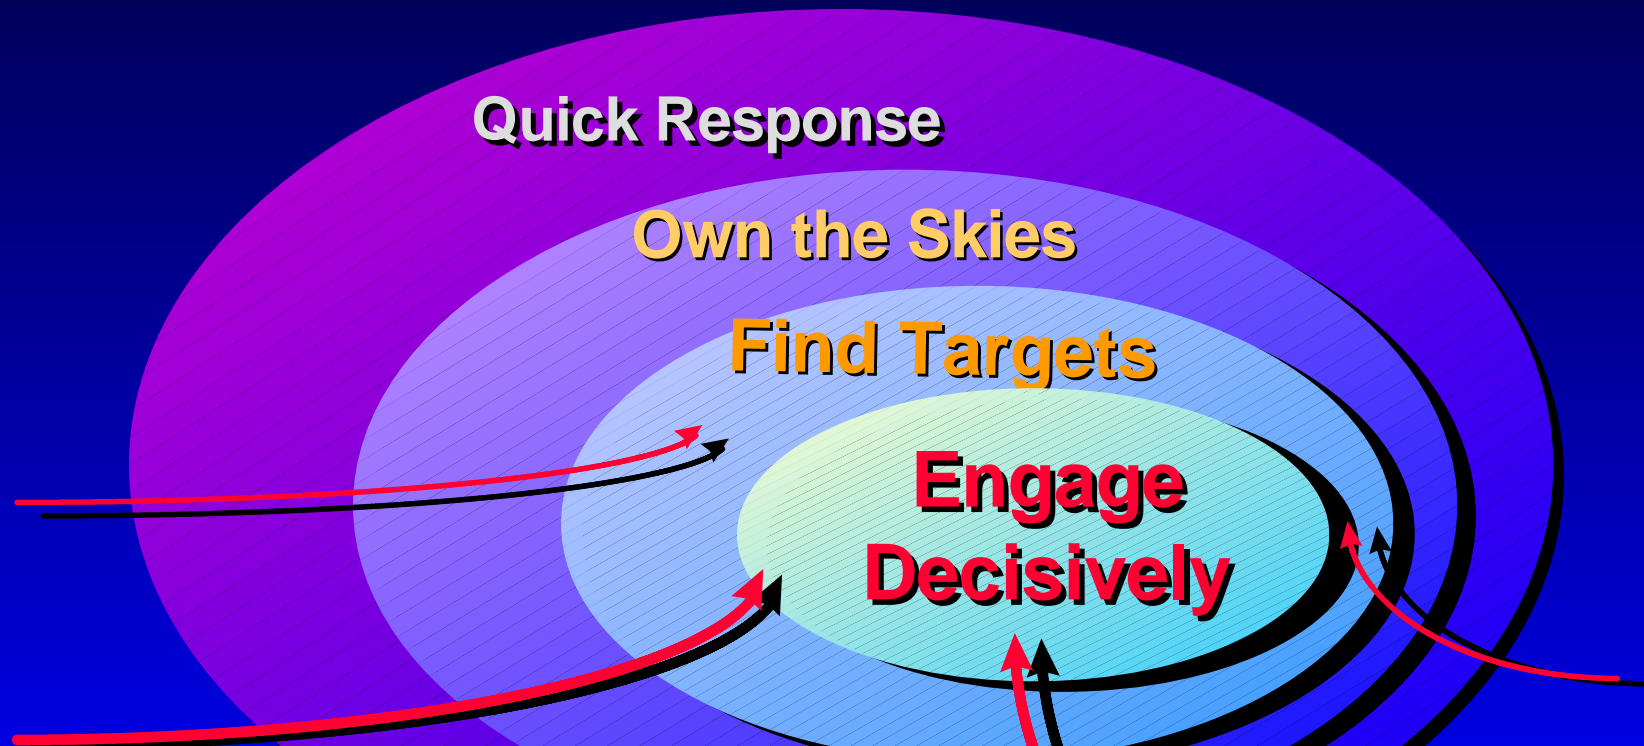 Quick Response
Own the Skies
Find Targets
Engage
Decisively